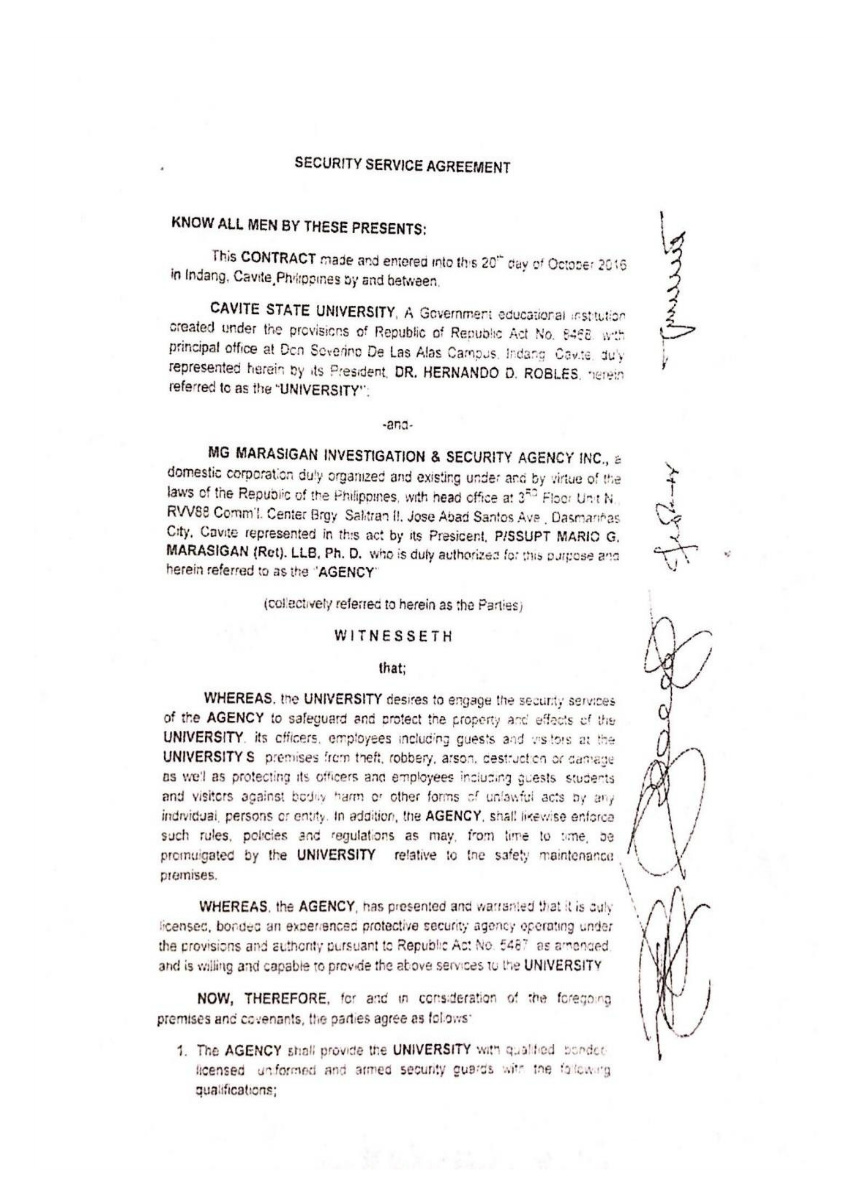 SECURITY SERVICE AGREEMENT
KNOW ALL MEN BY THESE PRESENTS:
This CONTRACT made and entered into this 20th day of October 2016
in Indang, Cavite,Philippines by and between.
CAVITE STATE UNIVERSITY, A Government educational institution
created under the provisions of Republic of Republic Act No. 8468, with
principal office at Don Severino De Las Alas Campus, Indang, Cavite, duly
represented herein by its President, DR. HERNANDO D. ROBLES, herein
referred to as the "UNIVERSITY";
-and-
MG MARASIGAN INVESTIGATION & SECURITY AGENCY INC., a
domestic corporation duly organized and existing under and by virtue of the
laws of the Republic of the Philippines, with head office at 3RD Floor Unit N.
RVV88 Comm'l. Center Brgy. Salitran II, Jose Abad Santos Ave., Dasmariñas
City, Cavite represented in this act by its President, P/SSUPT MARIO G.
MARASIGAN (Ret). LLB, Ph. D. who is duly authorized for this purpose and
herein referred to as the "AGENCY"
(collectively referred to herein as the Parties)
WITNESSETH
that;
WHEREAS, the UNIVERSITY desires to engage the security services
of the AGENCY to safeguard and protect the property and effects of the
UNIVERSITY, its officers, employees including guests and visitors at the
UNIVERSITY'S premises from theft, robbery, arson, destruction or damage
as well as protecting its officers and employees including guests, students
and visitors against bodily harm or other forms of unlawful acts by any
individual, persons or entity. In addition, the AGENCY, shall likewise enforce
such rules, policies and regulations as may, from time to time, be
promulgated by the UNIVERSITY relative to the safety maintenance
premises.
WHEREAS, the AGENCY, has presented and warranted that it is duly
licensed, bonded an experienced protective security agency operating under
the provisions and authority pursuant to Republic Act No. 5487 as amended,
and is willing and capable to provide the above services to the UNIVERSITY
NOW, THEREFORE, for and in consideration of the foregoing
premises and covenants, the parties agree as follows:
1. The AGENCY shall provide the UNIVERSITY with qualified bonded
licensed uniformed and armed security guards with the following
qualifications;